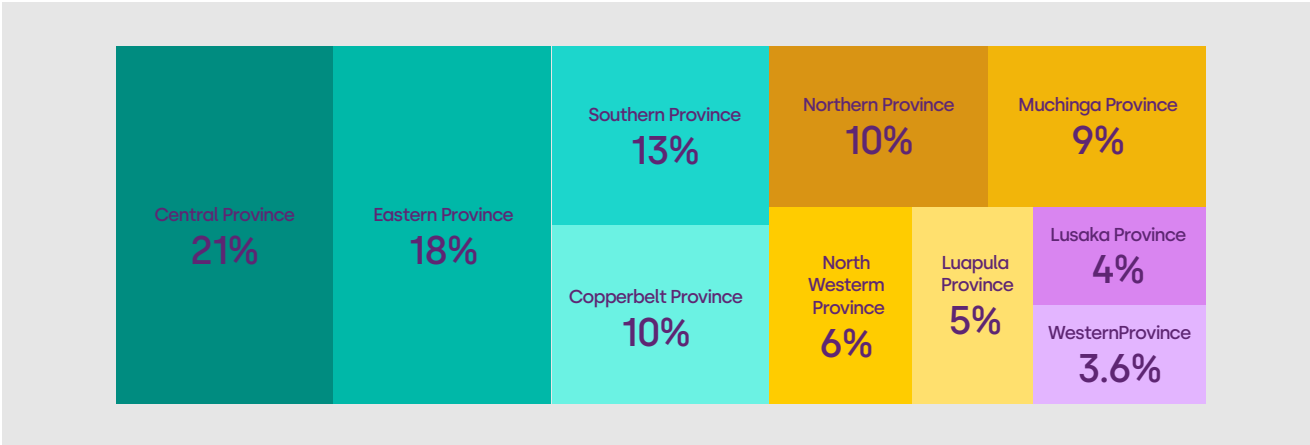 Central Province
21%
Eastern Province
18%
Southern Province
13%
Copperbelt Province
10%
Northern Province
10%
Muchinga Province
9%
North
Westerm
Province
6%
Luapula
Province
5%
Lusaka Province
4%
WesternProvince
3.6%